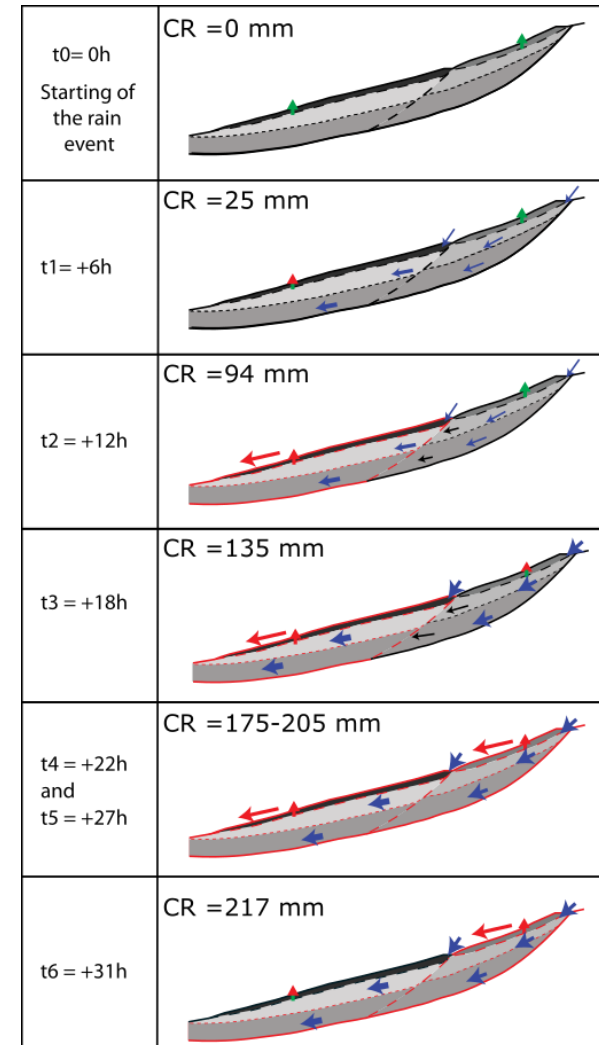 t0= 0h
Starting of
the rain
event
CR =0 mm
t1= +6h
CR =25 mm
t2 = +12h
CR =94 mm
t3 = +18h
CR =135 mm
t4 = +22h
and
t5 = +27h
CR =175-205 mm
t6 = +31h
CR =217 mm